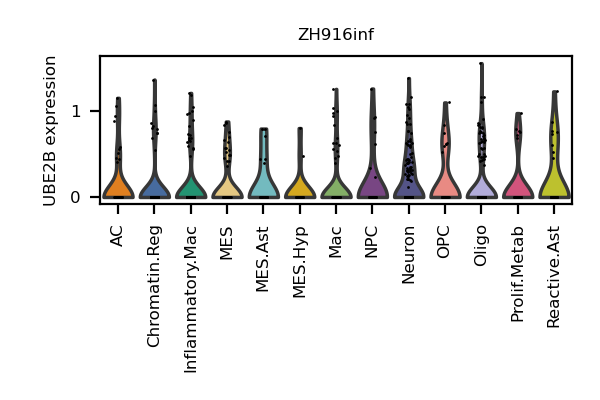 ZH916inf
UBE2B expression
1
0
AC
Chromatin.Reg
Inflammatory.Mac
MES
MES.Ast
MES.Hyp
Mac
NPC
Neuron
OPC
Oligo
Prolif.Metab
Reactive.Ast